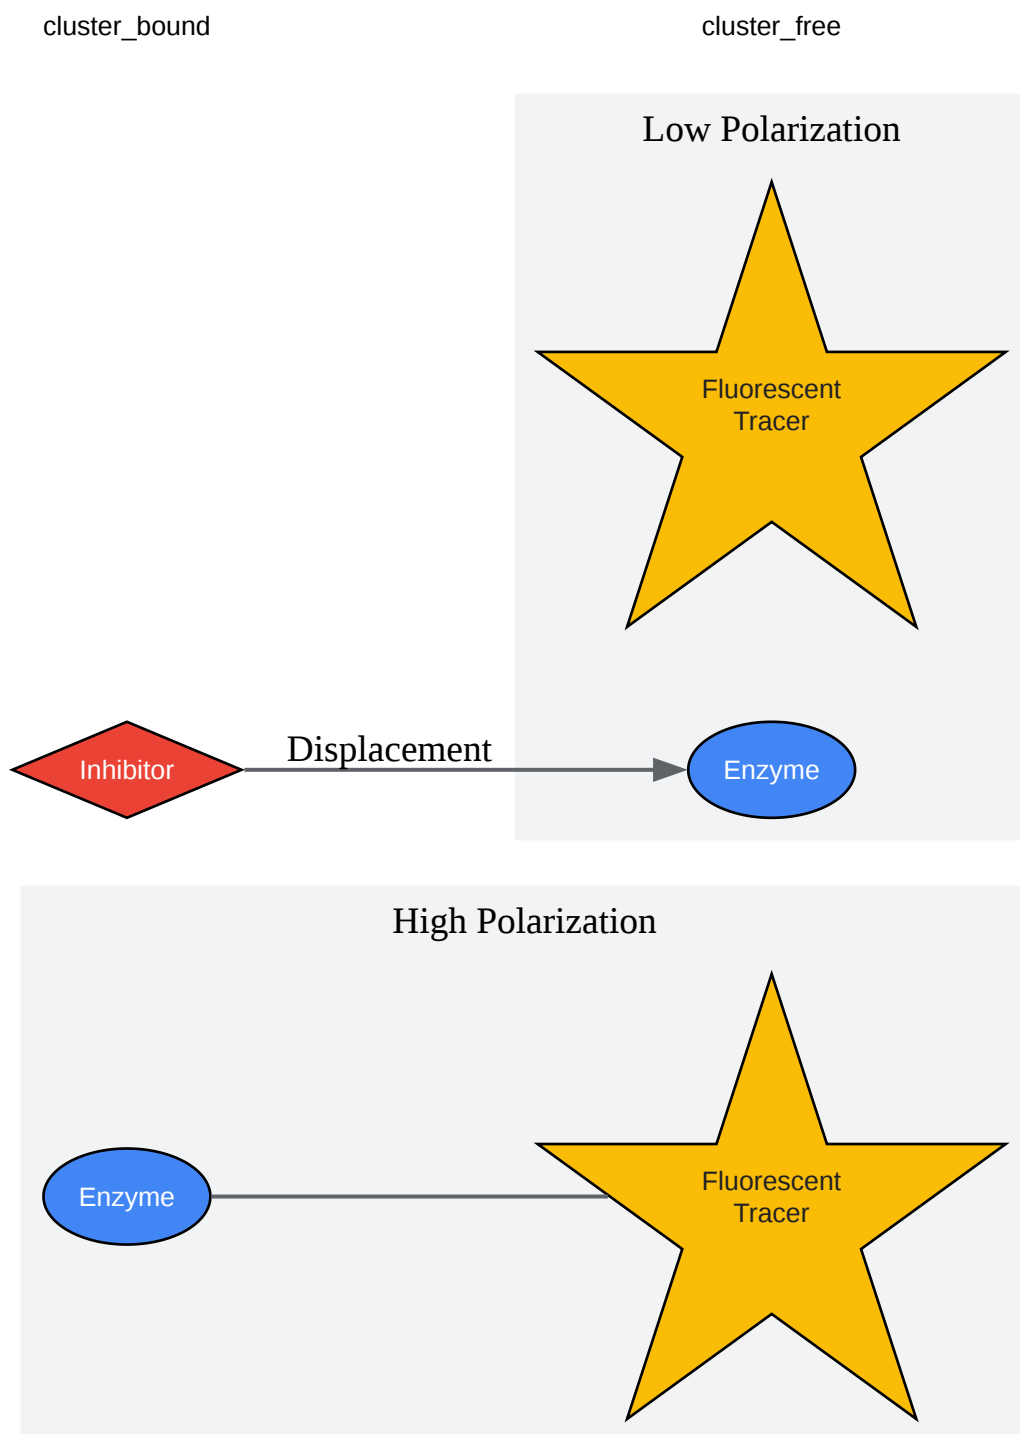 cluster_bound
cluster_free
Low Polarization
Fluorescent
Tracer
Inhibitor
Displacement
Enzyme
High Polarization
Enzyme
Fluorescent
Tracer